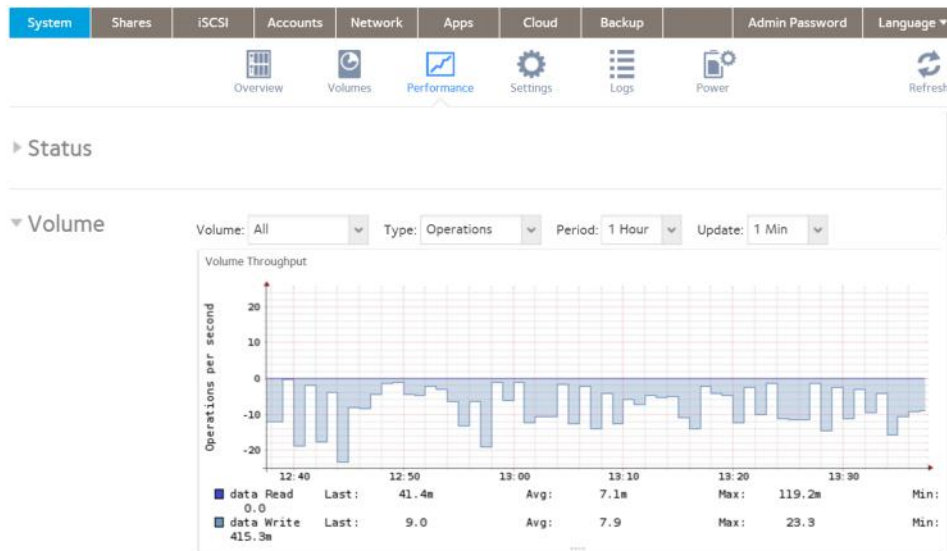 System Shares iSCSI Accounts Network Apps Cloud Backup Admin Password Language
Overview Volumes Performance Settings Logs Power Refresh
Status
Volume
Volume: All Type: Operations Period: 1 Hour Update: 1 Min
Volume Throughput
Operations per second
20
10
0
-10
-20
12:40 12:50 13:00 13:10 13:20 13:30
data Read Last: 41.4m Avg: 7.1m Max: 119.2m Min:
0.0
data Write Last: 9.0 Avg: 7.9 Max: 23.3 Min:
415.3m